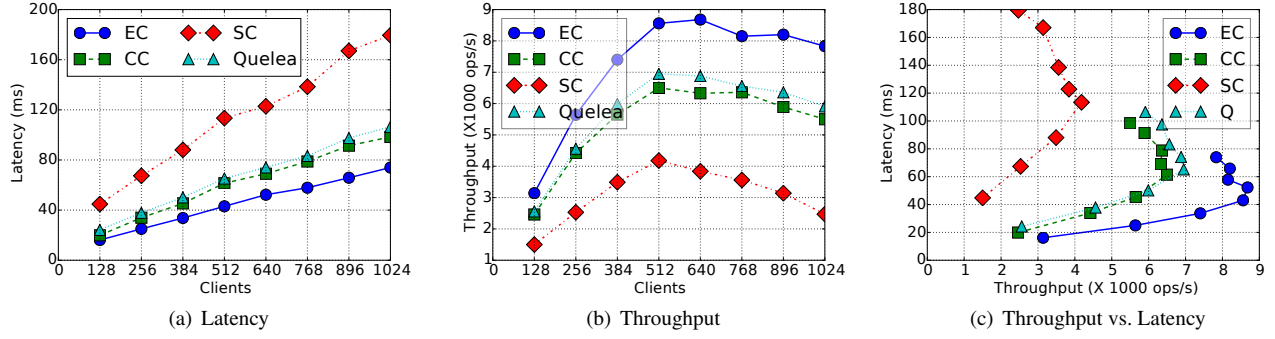 200
160
120
80
40
0
Latency (ms)
EC
CC
SC
Quelea
0 128 256 384 512 640 768 896 1024
Clients
(a) Latency
9
8
7
6
5
4
3
2
1
Throughput (X1000 ops/s)
EC
CC
SC
Quelea
0 128 256 384 512 640 768 896 1024
Clients
(b) Throughput
180
160
140
120
100
80
60
40
20
0
Latency (ms)
EC
CC
SC
Q
0 1 2 3 4 5 6 7 8 9
Throughput (X 1000 ops/s)
(c) Throughput vs. Latency